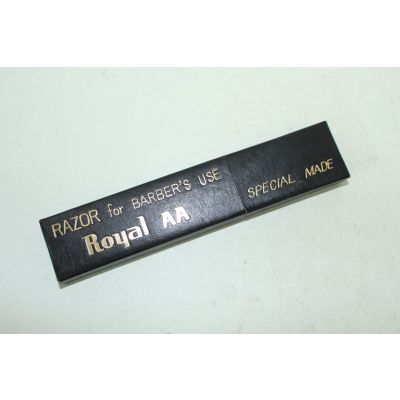 RAZOR for BARBER'S USE
Royal AA
SPECIAL MADE